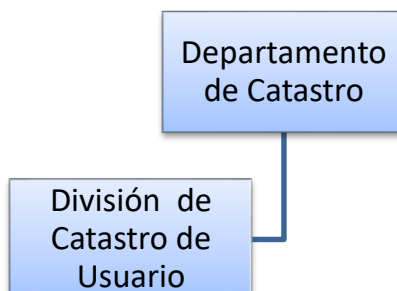 Departamento
de Catastro
División  de
Catastro de
Usuario